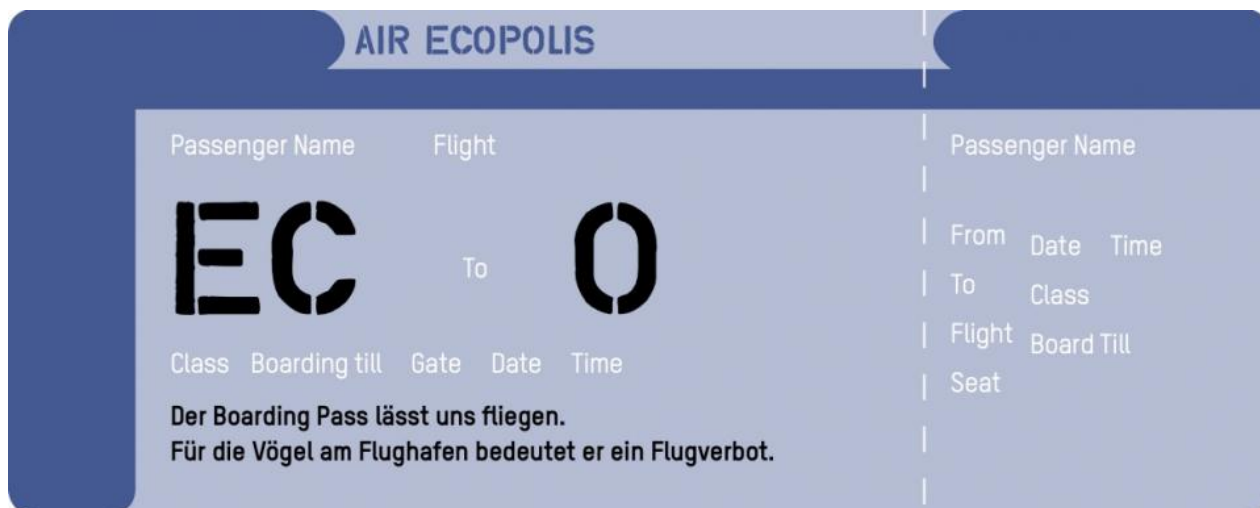 AIR ECOPOLIS
Passenger Name Flight
EC To O
Class Boarding till Gate Date Time
Der Boarding Pass lässt uns fliegen.
Für die Vögel am Flughafen bedeutet er ein Flugverbot.
Passenger Name
From Date Time
To Class
Flight Board Till
Seat